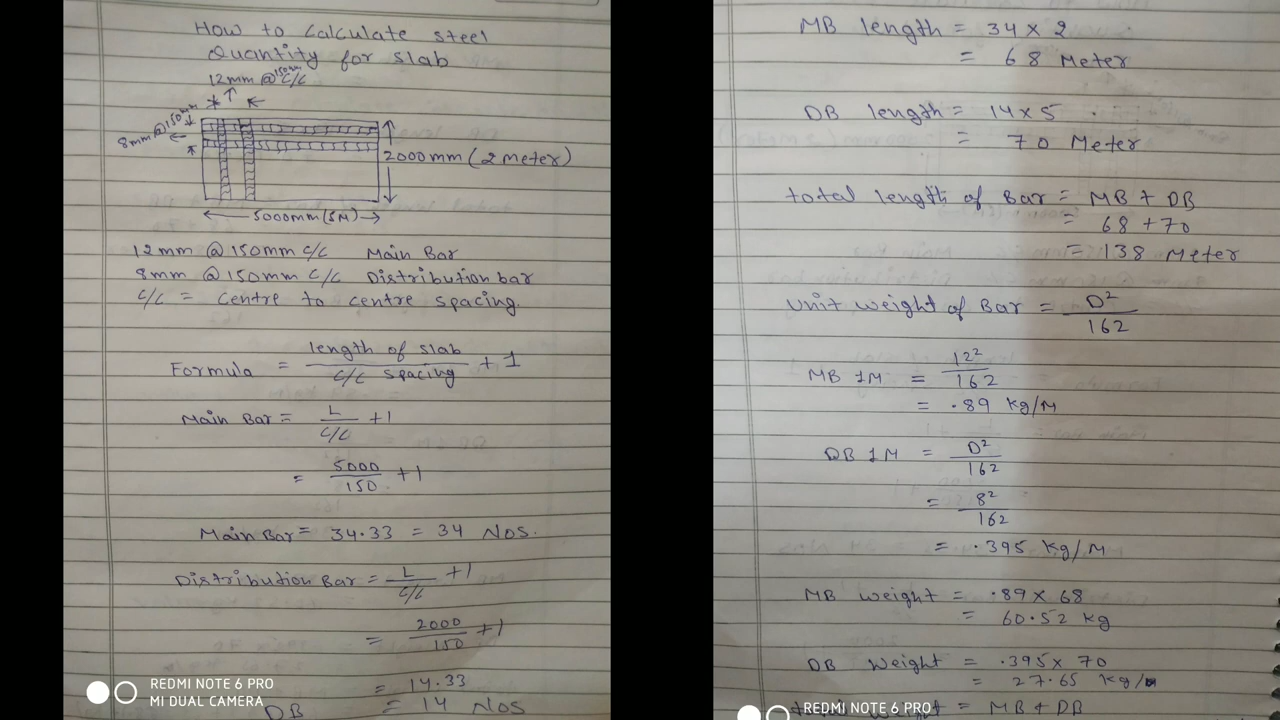 How to Calculate steel
Quantity for slab
12mm @ 150mm C/C
8mm @ 150mm
2000mm (2 Meter)
5000mm (5M)
12mm @ 150mm C/C Main Bar
8mm @ 150mm C/C Distribution bar
C/C = Centre to centre spacing.
Formula = length of slab / C/C spacing + 1
Main Bar = L / C/C + 1
= 5000 / 150 + 1
Main Bar = 34.33 = 34 Nos.
Distribution Bar = L / C/C + 1
= 2000 / 150 + 1
= 14.33
DB = 14 Nos
REDMI NOTE 6 PRO
MI DUAL CAMERA
MB length = 34 x 2
= 68 Meter
DB length = 14 x 5
= 70 Meter
total length of Bar = MB + DB
= 68 + 70
= 138 Meter
Unit weight of Bar = D² / 162
MB 1M = 12² / 162
= .89 Kg/M
DB 1M = D² / 162
= 8² / 162
= .395 Kg/M
MB weight = .89 x 68
= 60.52 Kg
DB Weight = .395 x 70
= 27.65 Kg/
weight = MB + DB
REDMI NOTE 6 PRO